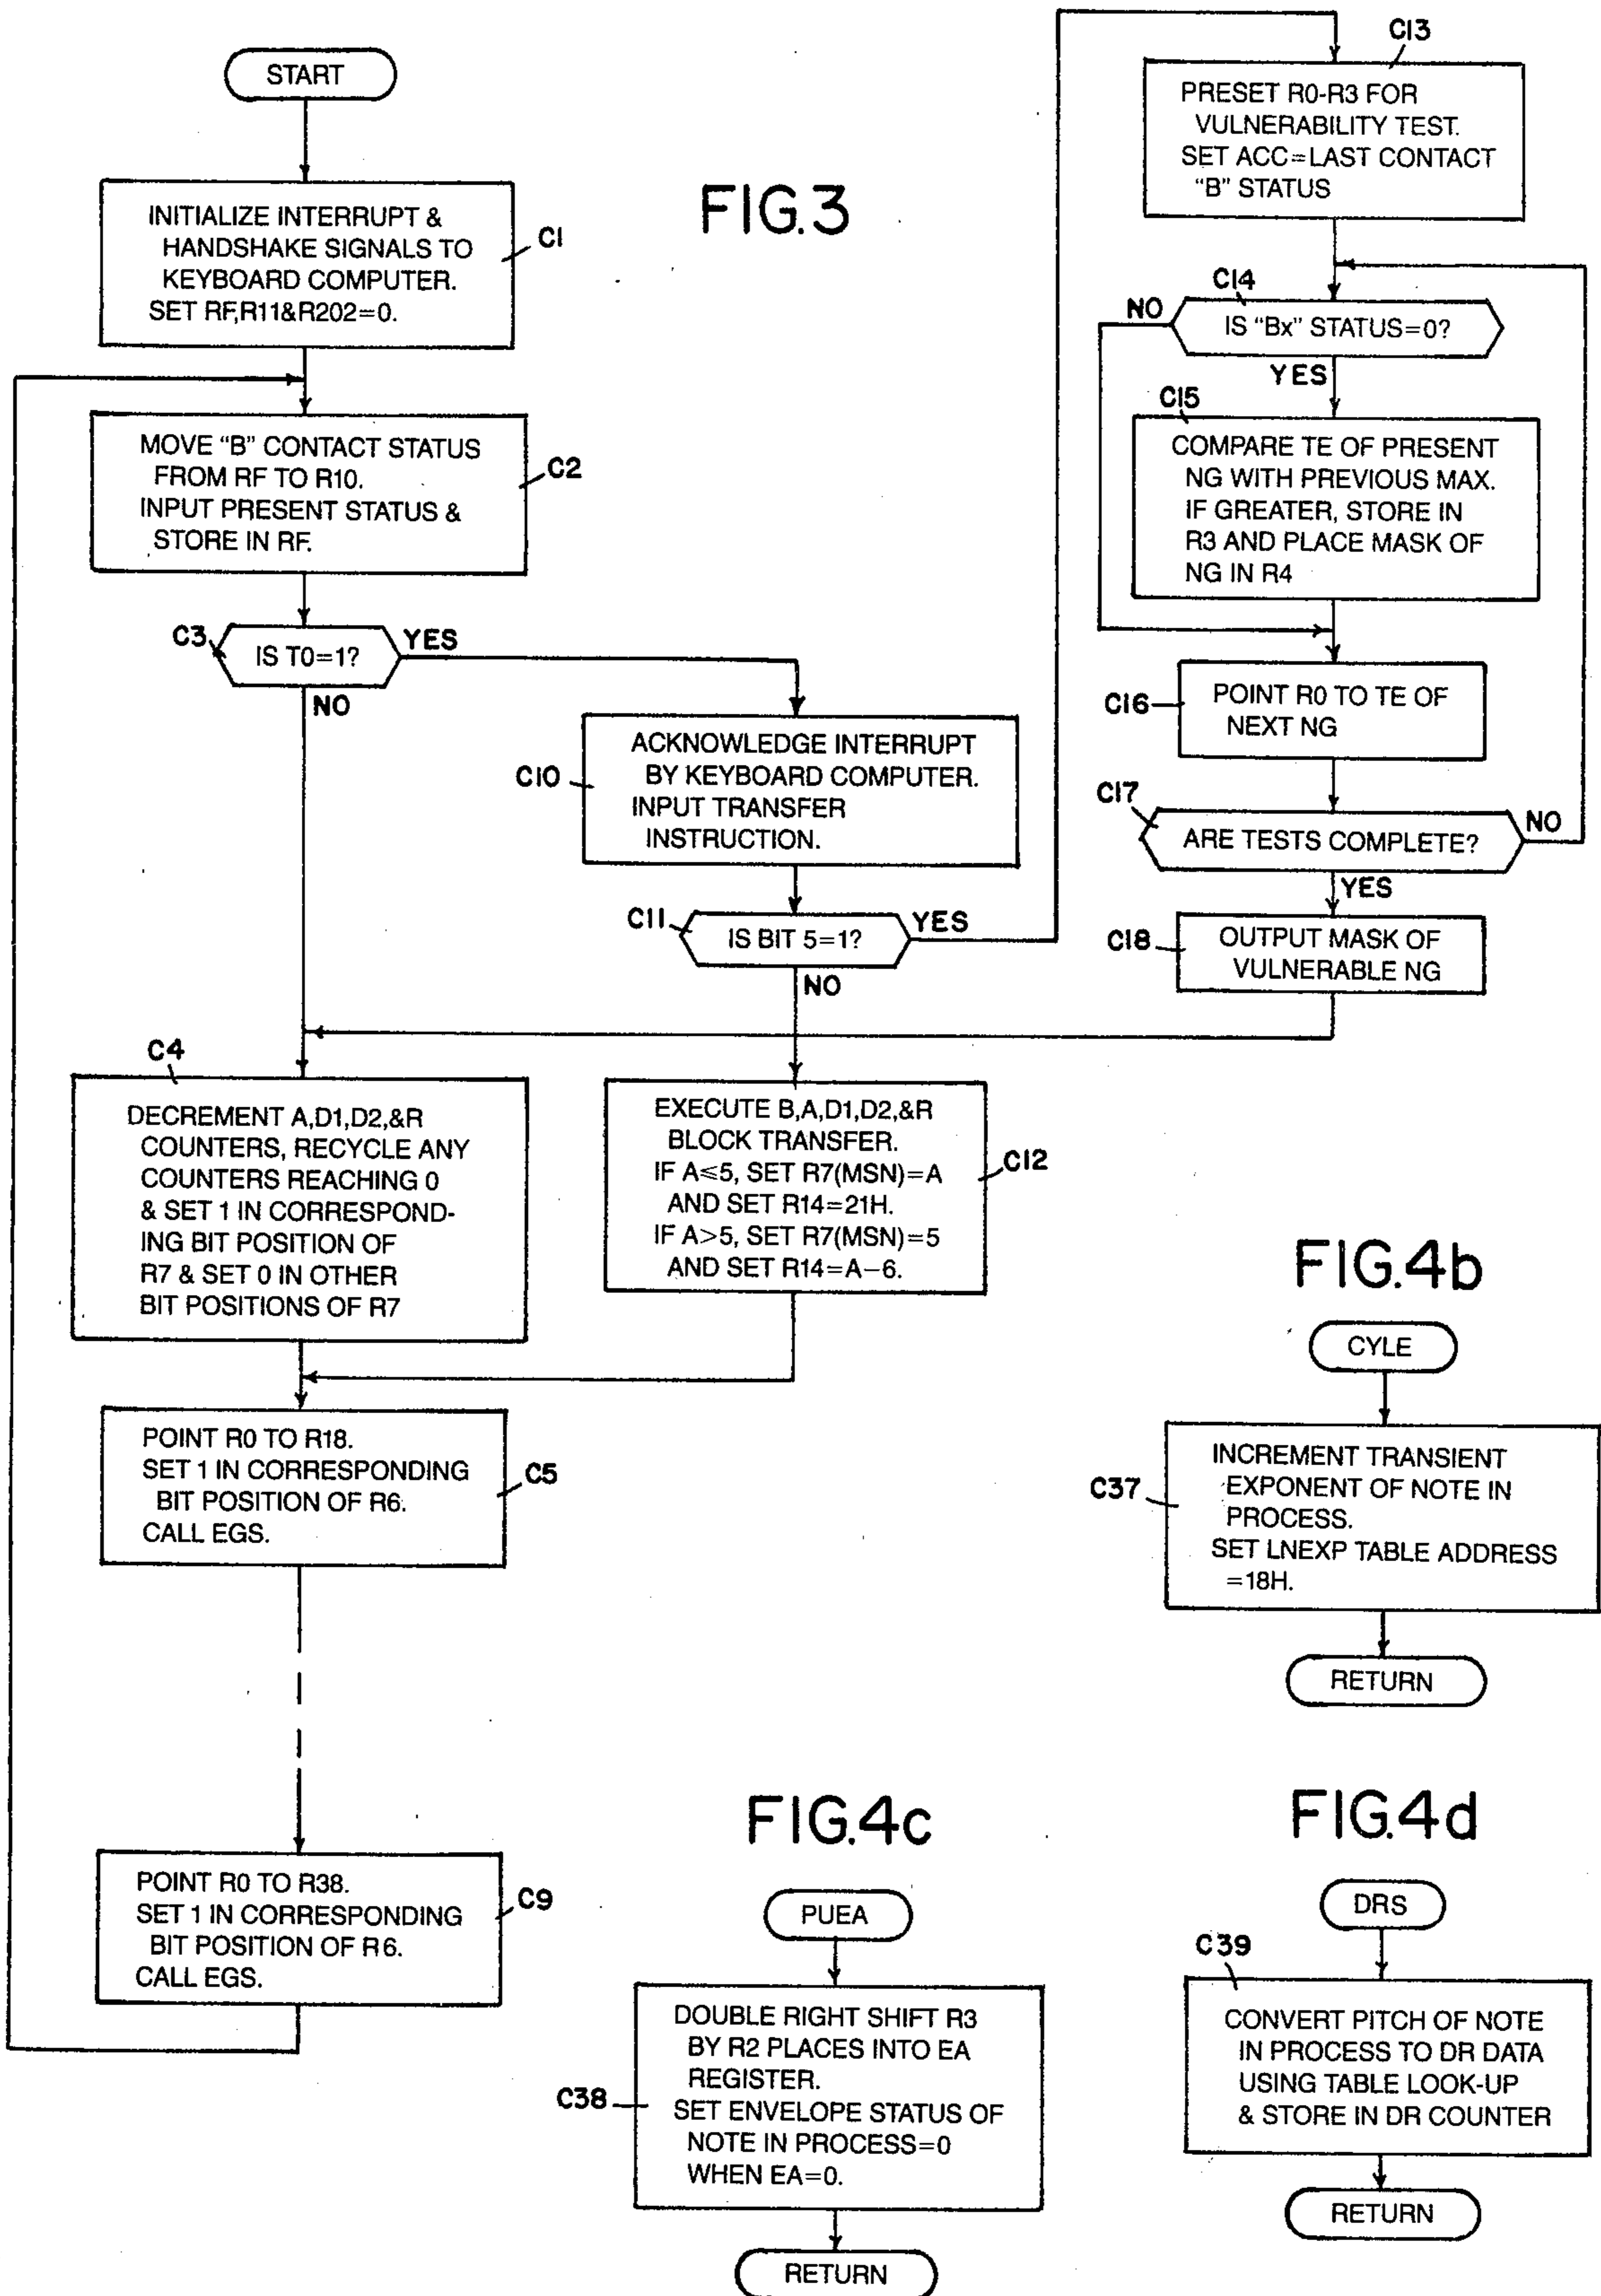 FIG.3
START
INITIALIZE INTERRUPT &
HANDSHAKE SIGNALS TO
KEYBOARD COMPUTER.
SET RF,R11&R202=0.
C1
MOVE "B" CONTACT STATUS
FROM RF TO R10.
INPUT PRESENT STATUS &
STORE IN RF.
C2
C3
IS T0=1?
YES
NO
C4
DECREMENT A,D1,D2,&R
COUNTERS, RECYCLE ANY
COUNTERS REACHING 0
& SET 1 IN CORRESPOND-
ING BIT POSITION OF
R7 & SET 0 IN OTHER
BIT POSITIONS OF R7
POINT R0 TO R18.
SET 1 IN CORRESPONDING
BIT POSITION OF R6.
CALL EGS.
C5
POINT R0 TO R38.
SET 1 IN CORRESPONDING
BIT POSITION OF R6.
CALL EGS.
C9
C10
ACKNOWLEDGE INTERRUPT
BY KEYBOARD COMPUTER.
INPUT TRANSFER
INSTRUCTION.
C11
IS BIT 5=1?
YES
NO
EXECUTE B,A,D1,D2,&R
BLOCK TRANSFER.
IF A≤5, SET R7(MSN)=A
AND SET R14=21H.
IF A>5, SET R7(MSN)=5
AND SET R14=A-6.
C12
C13
PRESET R0-R3 FOR
VULNERABILITY TEST.
SET ACC=LAST CONTACT
"B" STATUS
C14
NO
IS "Bx" STATUS=0?
YES
C15
COMPARE TE OF PRESENT
NG WITH PREVIOUS MAX.
IF GREATER, STORE IN
R3 AND PLACE MASK OF
NG IN R4
C16
POINT R0 TO TE OF
NEXT NG
C17
ARE TESTS COMPLETE?
NO
YES
C18
OUTPUT MASK OF
VULNERABLE NG
FIG.4b
CYLE
C37
INCREMENT TRANSIENT
EXPONENT OF NOTE IN
PROCESS.
SET LNEXP TABLE ADDRESS
=18H.
RETURN
FIG.4c
PUEA
C38
DOUBLE RIGHT SHIFT R3
BY R2 PLACES INTO EA
REGISTER.
SET ENVELOPE STATUS OF
NOTE IN PROCESS=0
WHEN EA=0.
RETURN
FIG.4d
DRS
C39
CONVERT PITCH OF NOTE
IN PROCESS TO DR DATA
USING TABLE LOOK-UP
& STORE IN DR COUNTER
RETURN